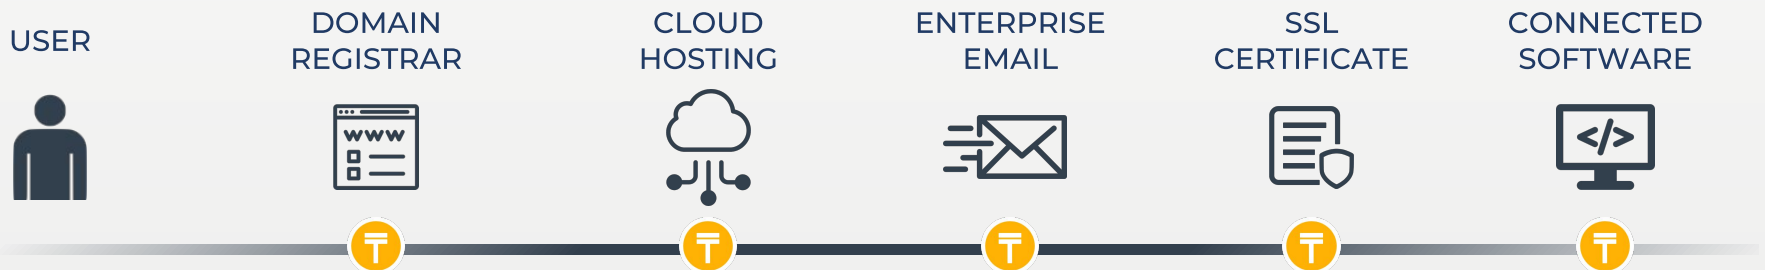 USER
DOMAIN
REGISTRAR
CLOUD
HOSTING
ENTERPRISE
EMAIL
SSL
CERTIFICATE
CONNECTED
SOFTWARE
www
</>
₸
₸
₸
₸
₸